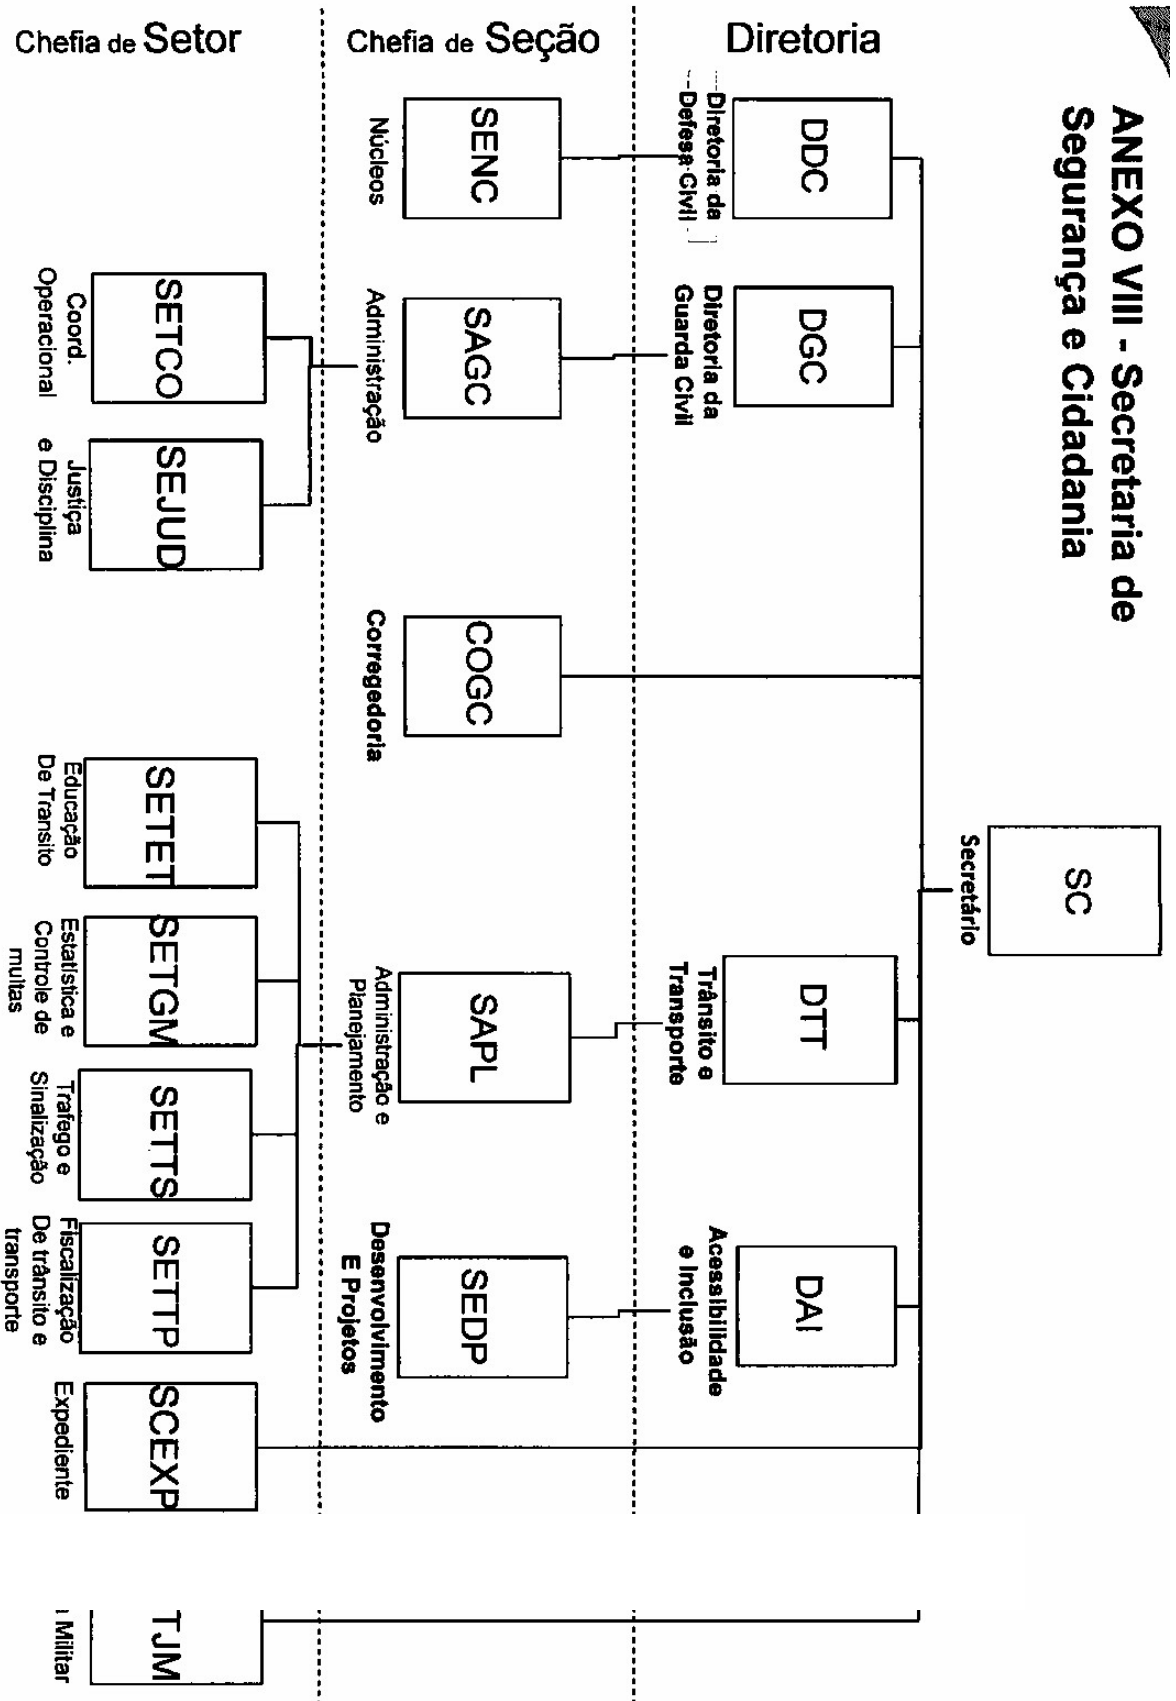 ANEXO VIII - Secretaria de
Segurança e Cidadania
SC
Secretário
Diretoria
DDC
Diretoria da
Defesa Civil
DGC
Diretoria da
Guarda Civil
DTT
Trânsito e
Transporte
DAI
Acessibilidade
e Inclusão
Chefia de Seção
SENC
Núcleos
SAGC
Administração
COGC
Corregedoria
SAPL
Administração e
Planejamento
SEDP
Desenvolvimento
E Projetos
Chefia de Setor
SETCO
Coord.
Operacional
SEJUD
Justiça
e Disciplina
SETET
Educação
De Transito
SETGM
Estatística e
Controle de
multas
SETTS
Trafego e
Sinalização
SETTP
Fiscalização
De trânsito e
transporte
SCEXP
Expediente
TJM
Militar